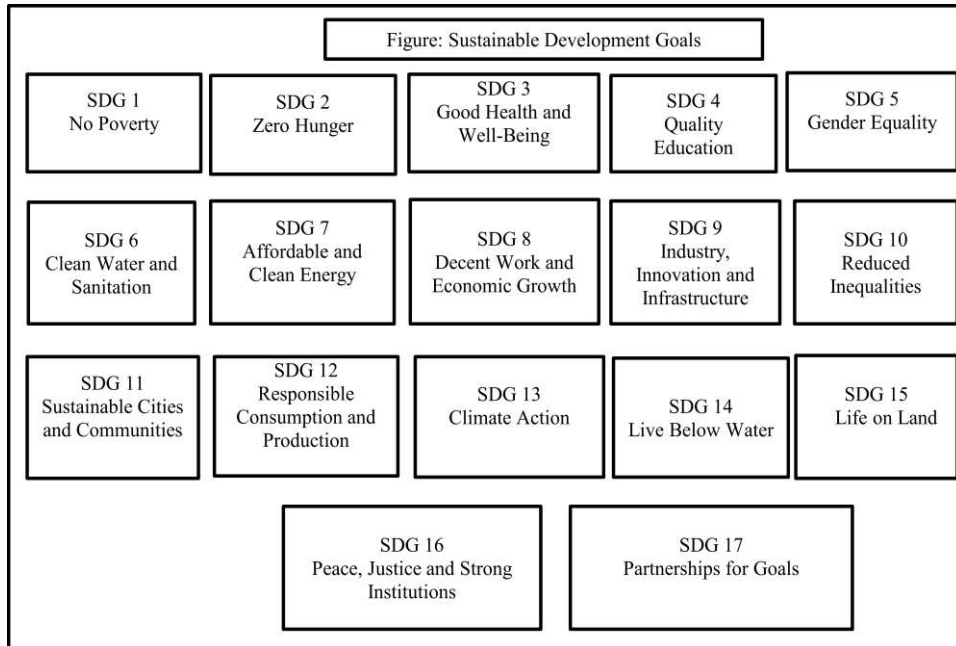 Figure: Sustainable Development Goals
SDG 1
No Poverty
SDG 2
Zero Hunger
SDG 3
Good Health and
Well-Being
SDG 4
Quality
Education
SDG 5
Gender Equality
SDG 6
Clean Water and
Sanitation
SDG 7
Affordable and
Clean Energy
SDG 8
Decent Work and
Economic Growth
SDG 9
Industry,
Innovation and
Infrastructure
SDG 10
Reduced
Inequalities
SDG 11
Sustainable Cities
and Communities
SDG 12
Responsible
Consumption and
Production
SDG 13
Climate Action
SDG 14
Live Below Water
SDG 15
Life on Land
SDG 16
Peace, Justice and Strong
Institutions
SDG 17
Partnerships for Goals